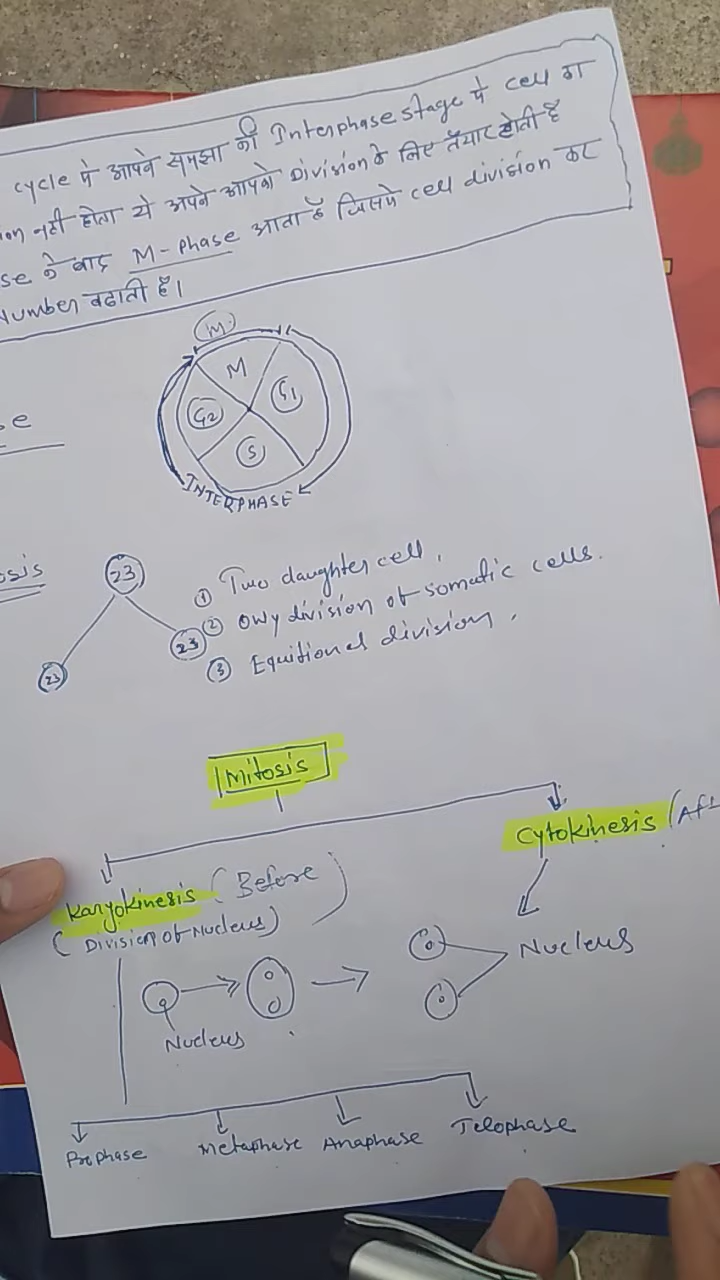 cycle मे आपने समझा की Interphase stage मे cell का
नही होता ये अपने आपको Division के लिए तैयार होती हैं
के बाद M-phase आता हैं जिसमे cell division कर
Number बढाती हैं।
M
M
G1
G2
S
INTERPHASE
23
23
23
① Two daughter cell,
② Only division of somatic cells.
③ Equitional division,
Mitosis
Karyokinesis (Before)
(Division of Nucleus)
Cytokinesis (Af
Nucleus
Nucleus
Prophase Metaphase Anaphase Telophase